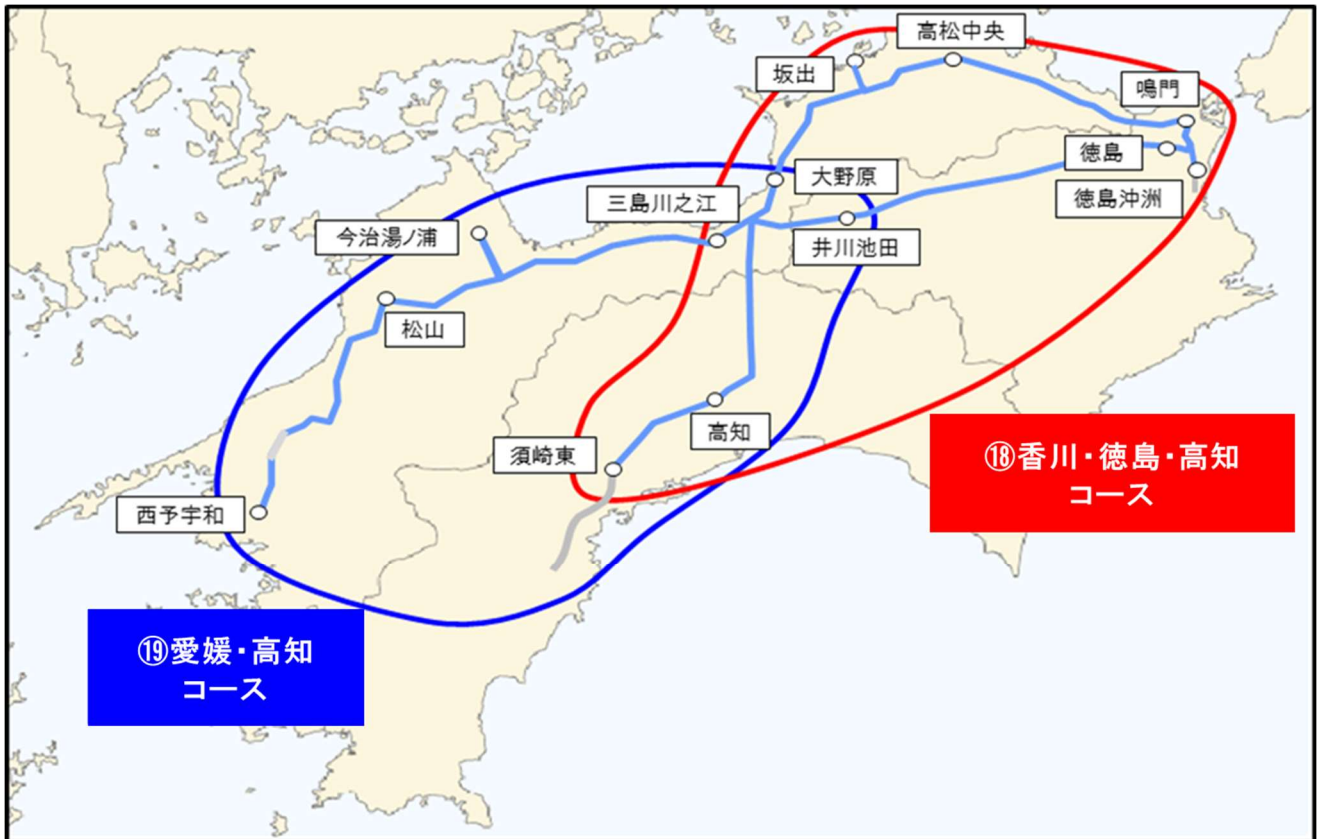 高松中央
坂出
鳴門
徳島
大野原
徳島沖洲
三島川之江
今治湯ノ浦
井川池田
松山
高知
須崎東
⑱香川・徳島・高知
コース
西予宇和
⑲愛媛・高知
コース